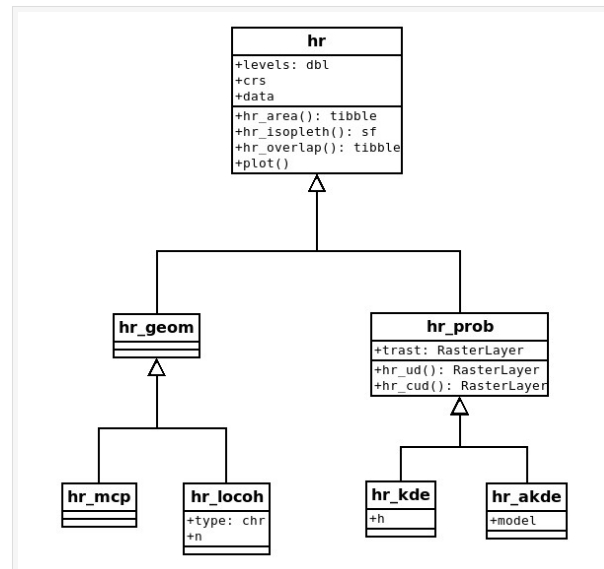 hr
+levels: dbl
+crs
+data
+hr_area(): tibble
+hr_isopleth(): sf
+hr_overlap(): tibble
+plot()
hr_geom
hr_prob
+trast: RasterLayer
+hr_ud(): RasterLayer
+hr_cud(): RasterLayer
hr_mcp
hr_locoh
+type: chr
+n
hr_kde
+h
hr_akde
+model